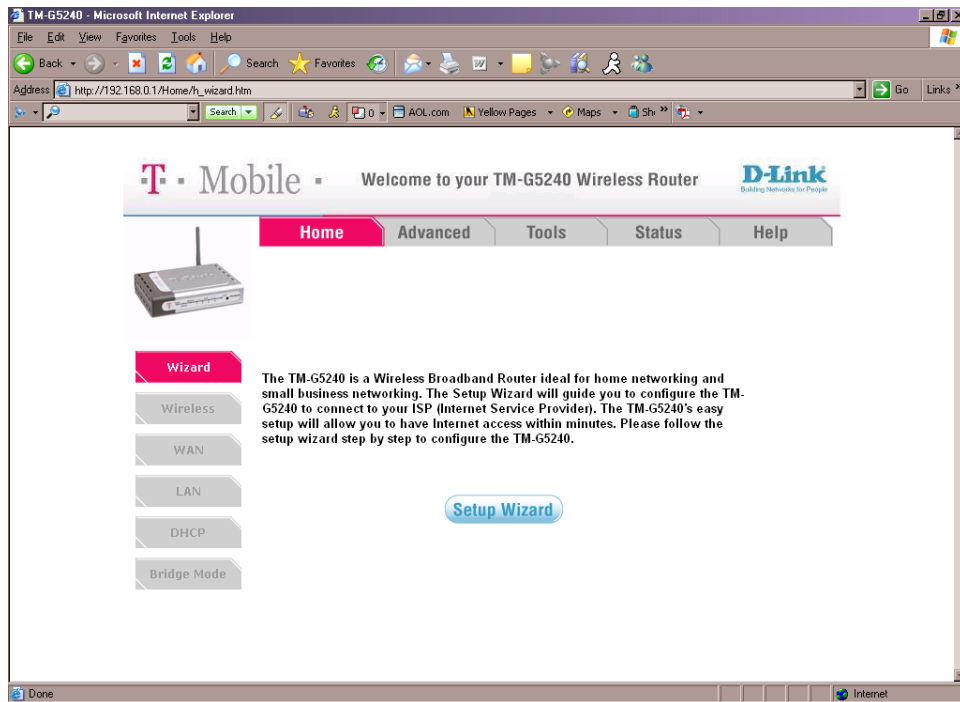 TM-G5240 - Microsoft Internet Explorer
File Edit View Favorites Tools Help
Back Search Favorites
Address http://192.168.0.1/Home/h_wizard.htm Go Links »
Search 0 AOL.com Yellow Pages Maps Sh »
T · Mobile · Welcome to your TM-G5240 Wireless Router D-Link
Building Networks for People
Home Advanced Tools Status Help
Wizard
Wireless
WAN
LAN
DHCP
Bridge Mode
The TM-G5240 is a Wireless Broadband Router ideal for home networking and
small business networking. The Setup Wizard will guide you to configure the TM-
G5240 to connect to your ISP (Internet Service Provider). The TM-G5240's easy
setup will allow you to have Internet access within minutes. Please follow the
setup wizard step by step to configure the TM-G5240.
Setup Wizard
Done Internet